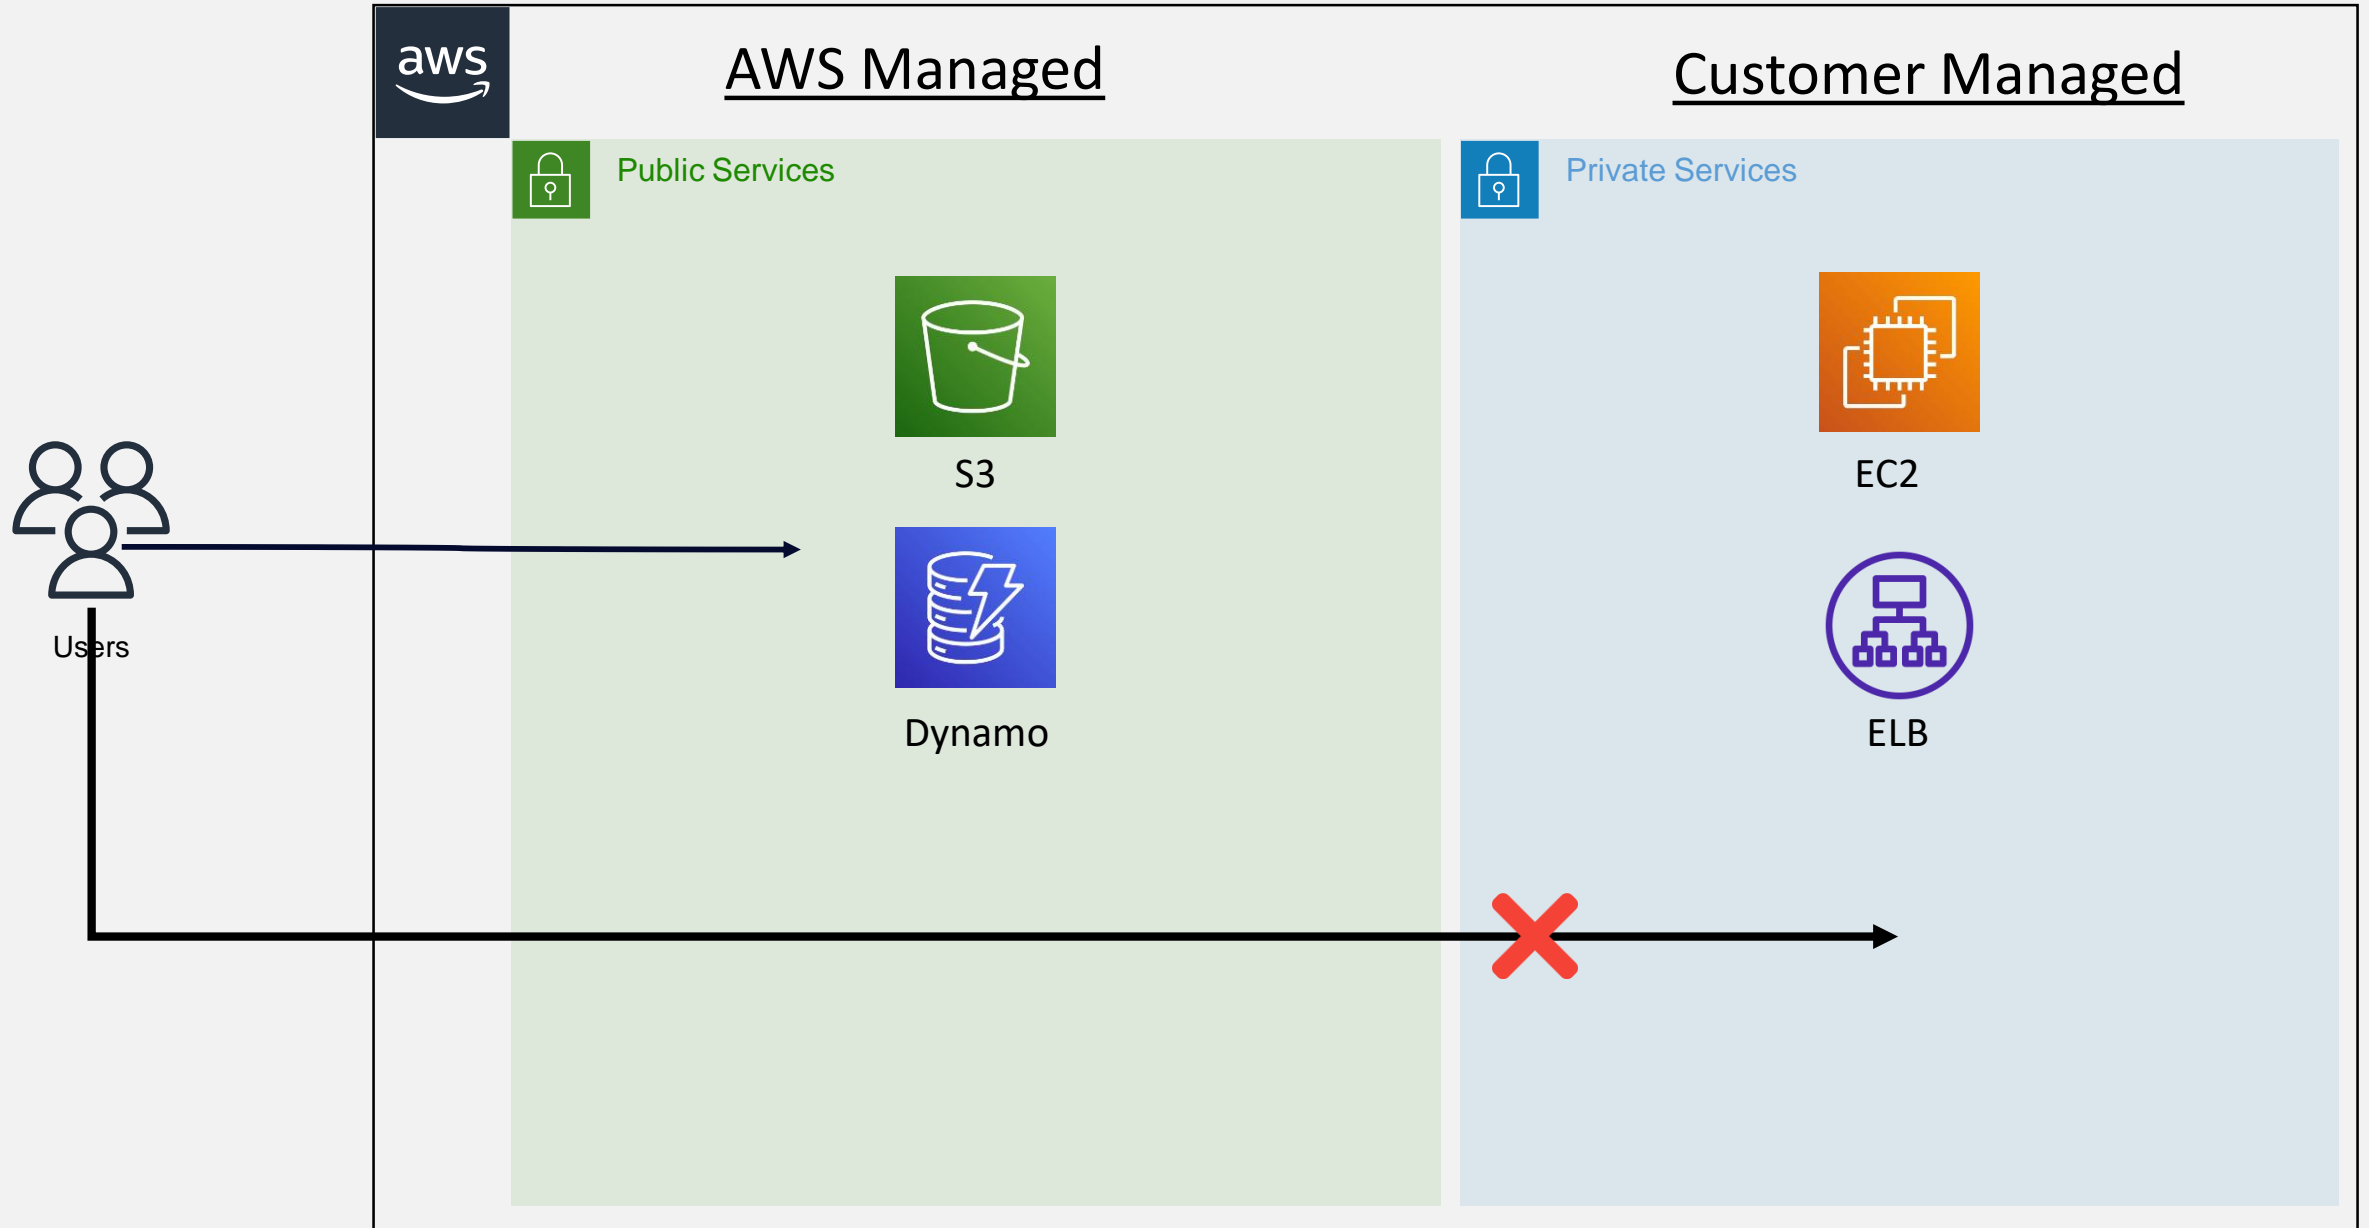 aws
AWS Managed
Customer Managed
Public Services
Private Services
S3
EC2
Users
Dynamo
ELB